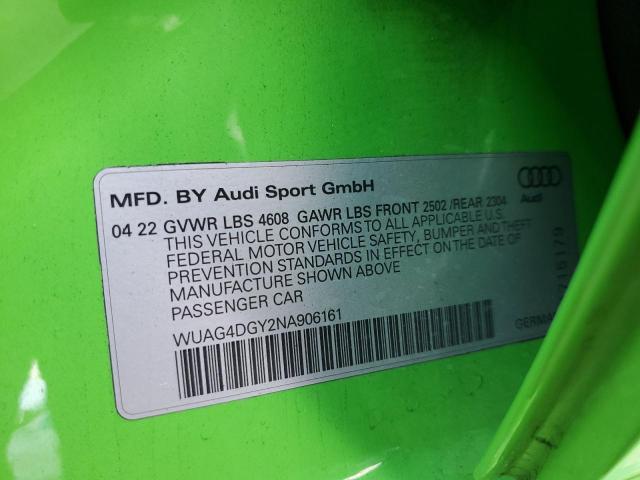 MFD. BY Audi Sport GmbH
Audi
04 22 GVWR LBS 4608 GAWR LBS FRONT 2502 /REAR 2304
THIS VEHICLE CONFORMS TO ALL APPLICABLE U.S.
FEDERAL MOTOR VEHICLE SAFETY, BUMPER AND THEFT
PREVENTION STANDARDS IN EFFECT ON THE DATE OF
MANUFACTURE SHOWN ABOVE
PASSENGER CAR
WUAG4DGY2NA906161